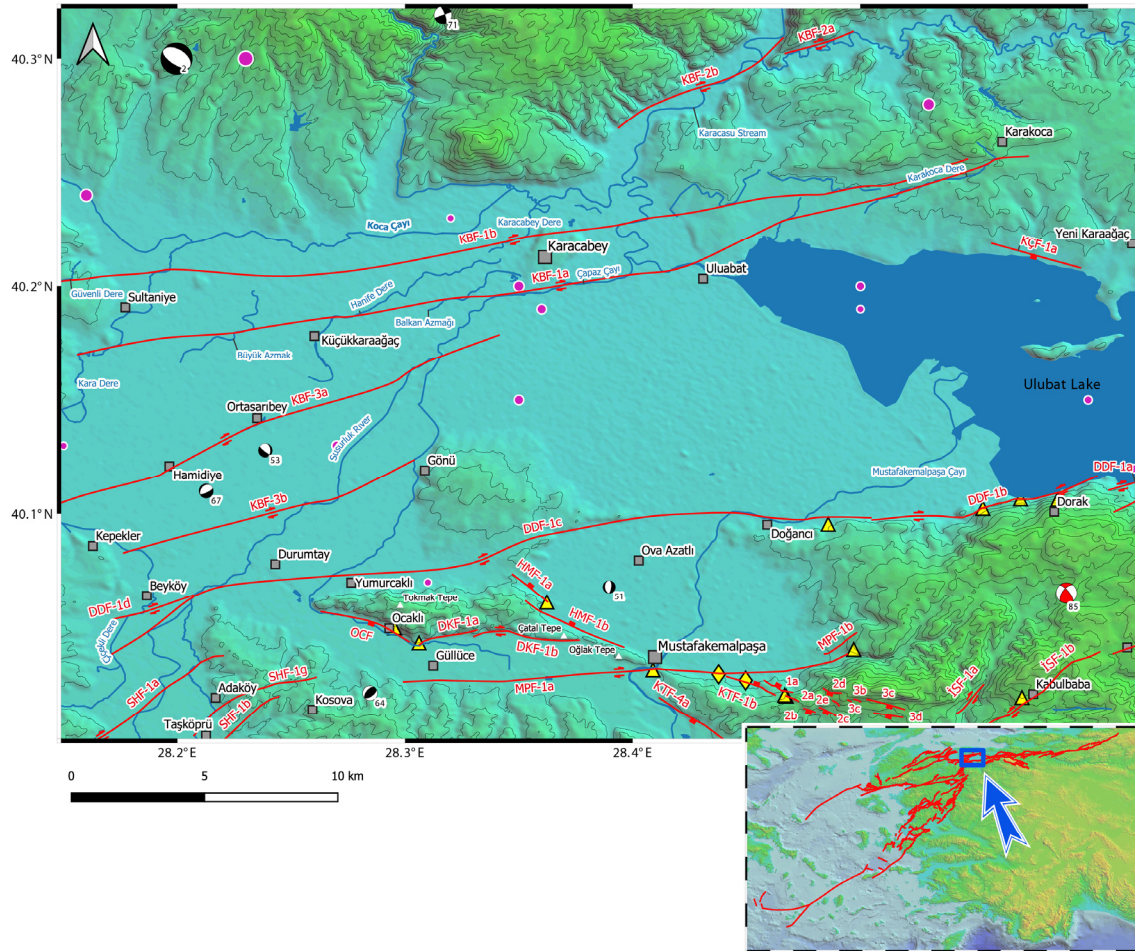 71
KBF-2a
40.3°N
2
KBF-2b
Karacasu Stream
Karakoca
Karakoca Dere
Koca Çayı
Karacabey Dere
KBF-1b
Karacabey
Yeni Karaağaç
KÇF-1a
KBF-1a
Çapaz Çayı
Uluabat
40.2°N
Güvenli Dere
Sultaniye
Hanife Dere
Balkan Azmağı
Küçükkaraağaç
Büyük Azmak
Kara Dere
Ulubat Lake
KBF-3a
Ortasarıbey
Susurluk River
53
Hamidiye
67
Gönü
Mustafakemalpaşa Çayı
DDF-1a
KBF-3b
DDF-1b
Dorak
40.1°N
DDF-1c
Doğancı
Kepekler
Ova Azatlı
Durumtay
Yumurcaklı
HMF-1a
51
85
Beyköy
DDF-1d
Tokmak Tepe
Ocaklı
DKF-1a
HMF-1b
OCF
Çatal Tepe
DKF-1b
MPF-1b
Çiçekli Dere
Oğlak Tepe
Mustafakemalpaşa
Güllüce
SHF-1g
MPF-1a
SHF-1a
KTF-4a
KTF-1b
1a
2d
3b
3c
İSF-1a
İSF-1b
Kabulbaba
Adaköy
SHF-1b
Kosova
64
2a
2e
3c
3d
2b
2c
Taşköprü
28.2°E
28.3°E
28.4°E
0
5
10 km